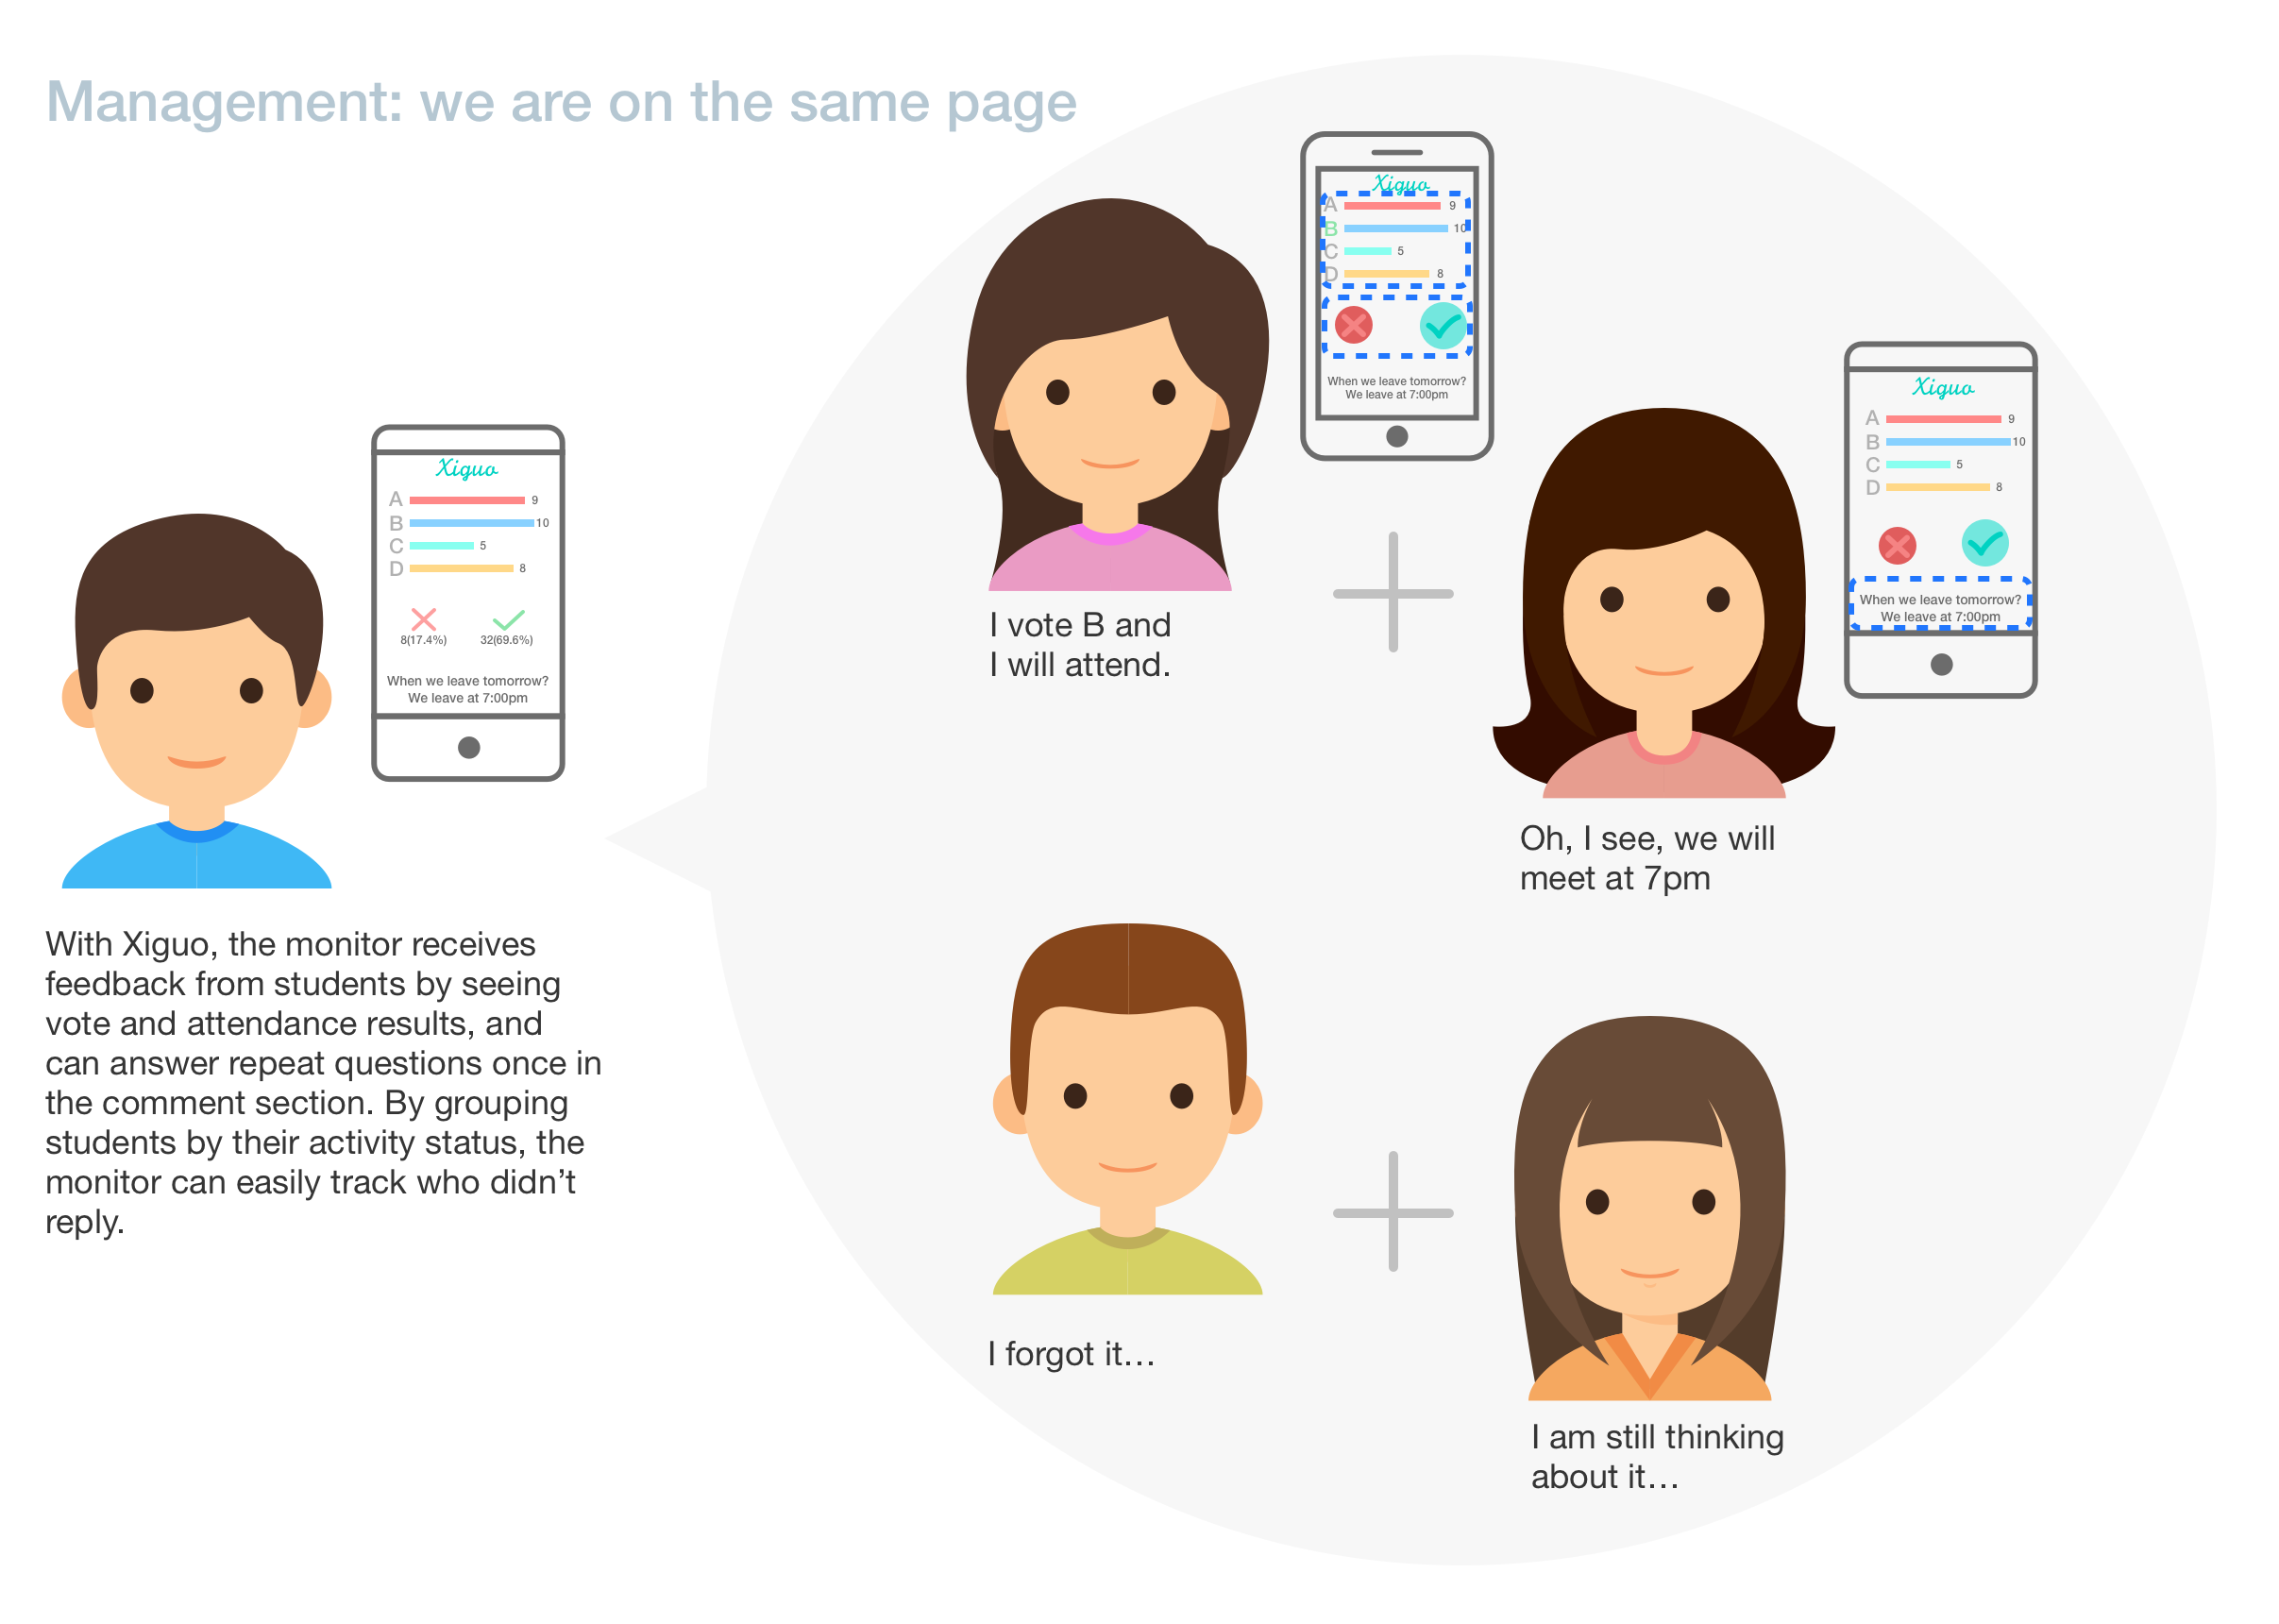 Management: we are on the same page
Xiguo
A 9
B 10
C 5
D 8
8(17.4%) 32(69.6%)
When we leave tomorrow?
We leave at 7:00pm
With Xiguo, the monitor receives
feedback from students by seeing
vote and attendance results, and
can answer repeat questions once in
the comment section. By grouping
students by their activity status, the
monitor can easily track who didn’t
reply.
Xiguo
A 9
B 10
C 5
D 8
When we leave tomorrow?
We leave at 7:00pm
I vote B and
I will attend.
Xiguo
A 9
B 10
C 5
D 8
When we leave tomorrow?
We leave at 7:00pm
Oh, I see, we will
meet at 7pm
I forgot it…
I am still thinking
about it…